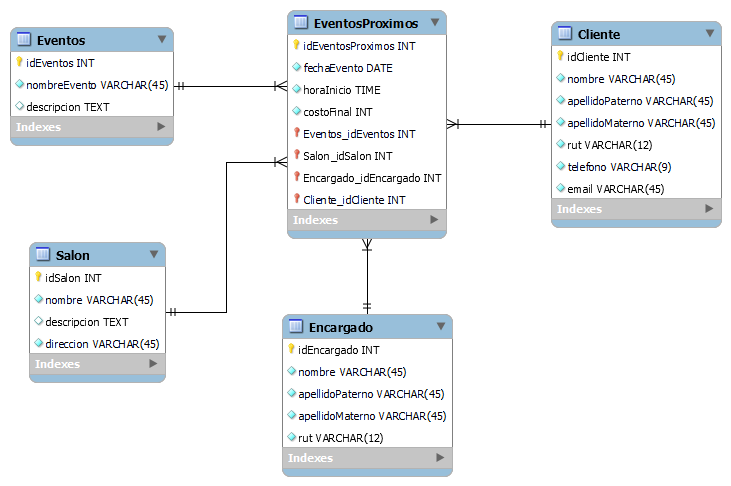 Eventos
idEventos INT
nombreEvento VARCHAR(45)
descripcion TEXT
Indexes
EventosProximos
idEventosProximos INT
fechaEvento DATE
horaInicio TIME
costoFinal INT
Eventos_idEventos INT
Salon_idSalon INT
Encargado_idEncargado INT
Cliente_idCliente INT
Indexes
Cliente
idCliente INT
nombre VARCHAR(45)
apellidoPaterno VARCHAR(45)
apellidoMaterno VARCHAR(45)
rut VARCHAR(12)
telefono VARCHAR(9)
email VARCHAR(45)
Indexes
Salon
idSalon INT
nombre VARCHAR(45)
descripcion TEXT
direccion VARCHAR(45)
Indexes
Encargado
idEncargado INT
nombre VARCHAR(45)
apellidoPaterno VARCHAR(45)
apellidoMaterno VARCHAR(45)
rut VARCHAR(12)
Indexes